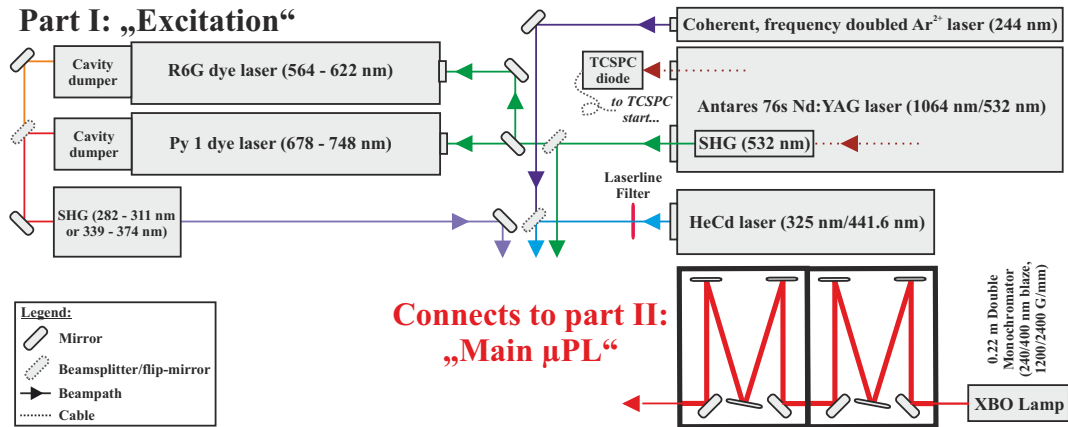 Part I: „Excitation“
Coherent, frequency doubled Ar²⁺ laser (244 nm)
Cavity
dumper
R6G dye laser (564 - 622 nm)
TCSPC
diode
to TCSPC
start...
Antares 76s Nd:YAG laser (1064 nm/532 nm)
Cavity
dumper
Py 1 dye laser (678 - 748 nm)
SHG (532 nm)
Laserline
Filter
SHG (282 - 311 nm
or 339 - 374 nm)
HeCd laser (325 nm/441.6 nm)
Legend:
Mirror
Beamsplitter/flip-mirror
Beampath
Cable
Connects to part II:
„Main µPL“
0.22 m Double
Monochromator
(240/400 nm blaze,
1200/2400 G/mm)
XBO Lamp